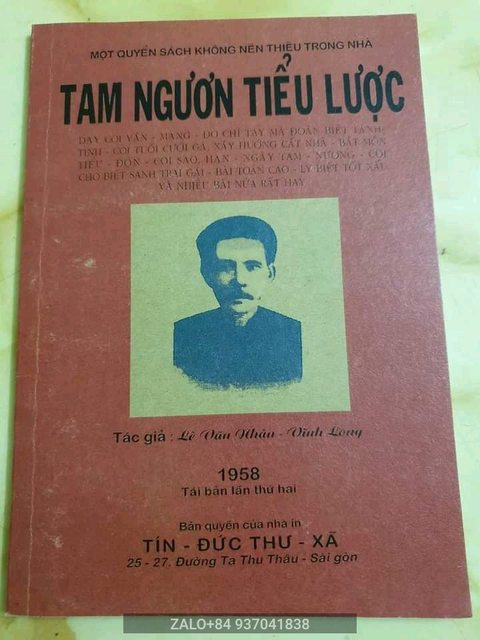 MỘT QUYỂN SÁCH KHÔNG NÊN THIẾU TRONG NHÀ
TAM NGƯƠN TIỂU LƯỢC
DẠY COI VẬN - MẠNG - ĐO CHỈ TAY MÀ ĐOÁN BIẾT TÁNH
TÌNH - COI TUỔI CƯỚI GẢ, XÂY HƯỚNG CẤT NHÀ - BÁT MÔN
TIỂU - ĐỘN - COI SAO, HẠN - NGÀY TAM - NƯƠNG - COI
CHO BIẾT SANH TRAI GÁI - BÀI TOÁN CAO - LY BIẾT TỐT XẤU
VÀ NHIỀU BÀI NỮA RẤT HAY
Tác giả : Lê Văn Nhàn - Vĩnh Long
1958
Tái bản lần thứ hai
Bản quyền của nhà in
TÍN - ĐỨC THƯ - XÃ
25 - 27, Đường Tạ Thu Thâu - Sài gòn
ZALO+84 937041838